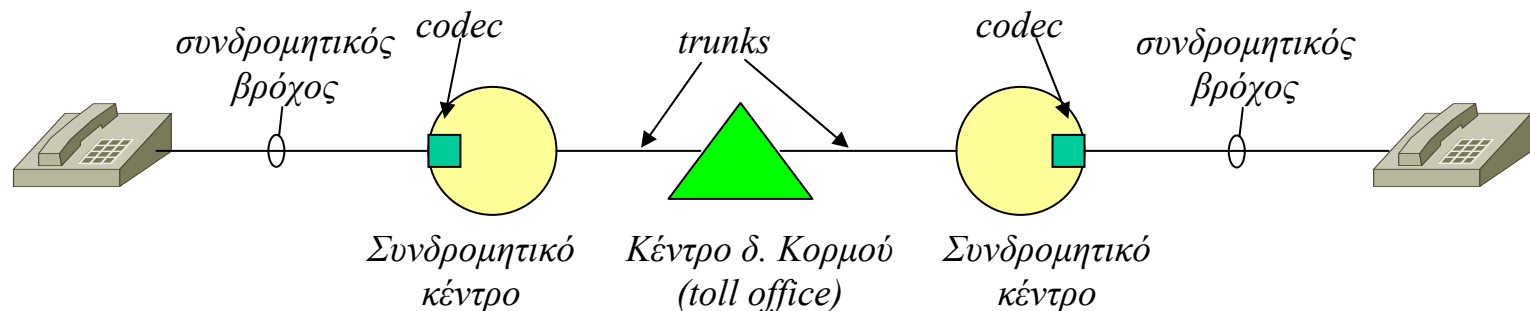 συνδρομητικός
βρόχος
codec
trunks
codec
συνδρομητικός
βρόχος
Συνδρομητικό
κέντρο
Κέντρο δ. Κορμού
(toll office)
Συνδρομητικό
κέντρο